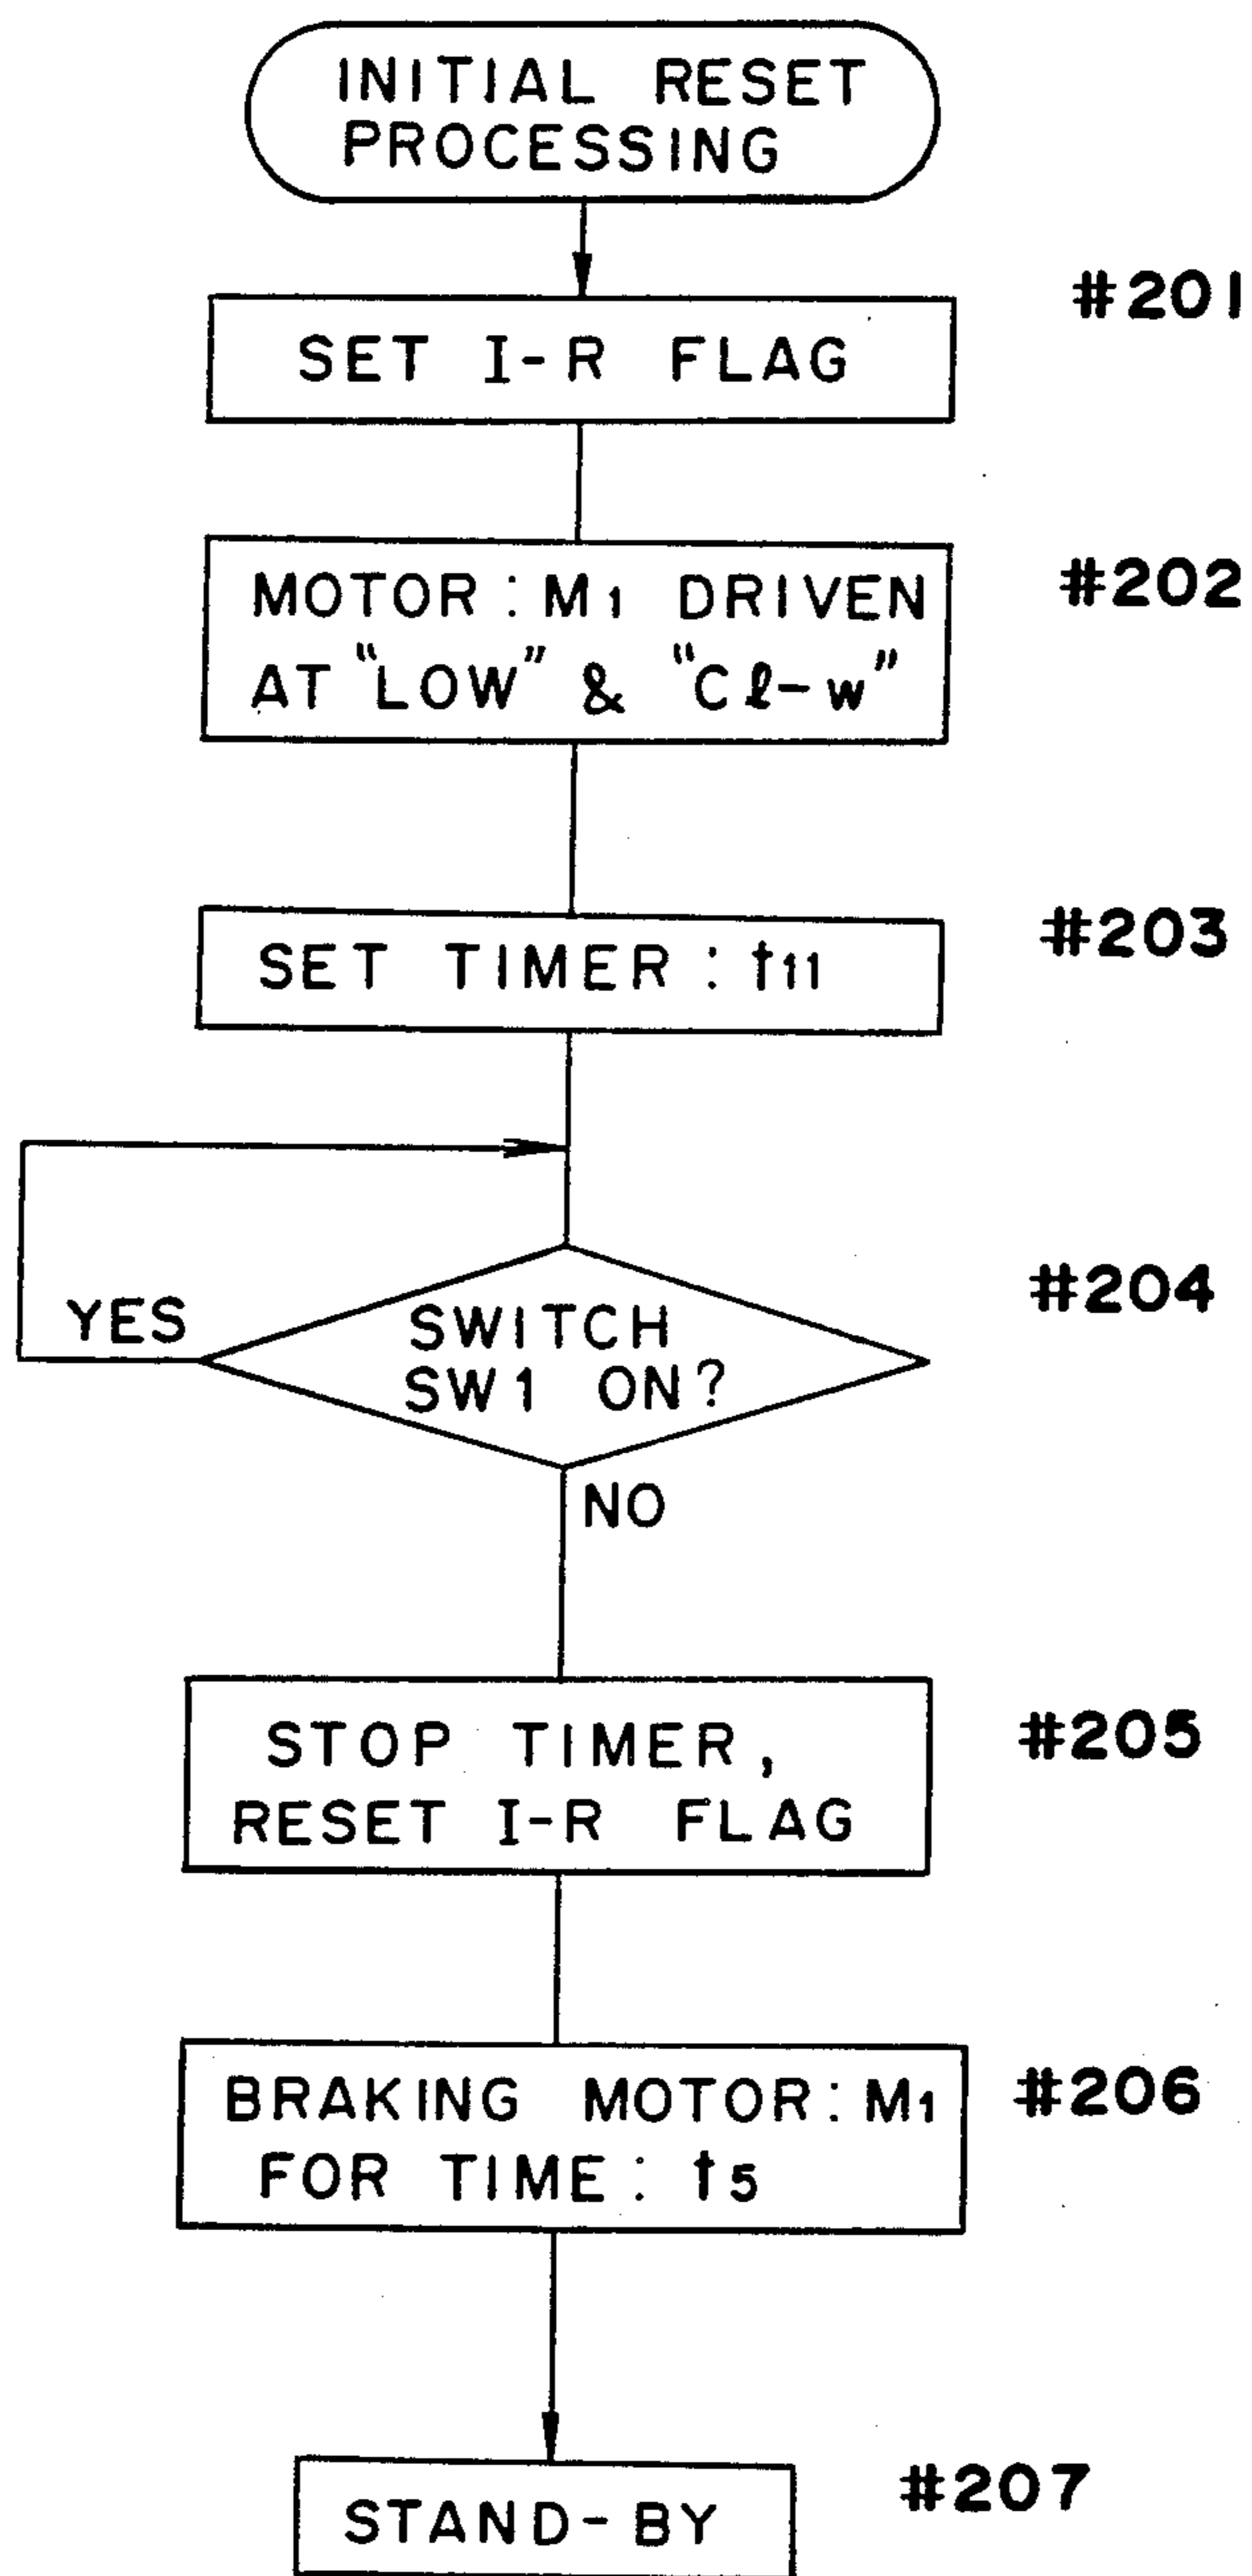 INITIAL RESET
PROCESSING
#201
SET I-R FLAG
#202
MOTOR : M1 DRIVEN
AT "LOW" & "Cℓ-w"
#203
SET TIMER : t11
#204
YES
SWITCH
SW1 ON?
NO
#205
STOP TIMER,
RESET I-R FLAG
#206
BRAKING MOTOR : M1
FOR TIME : t5
#207
STAND-BY